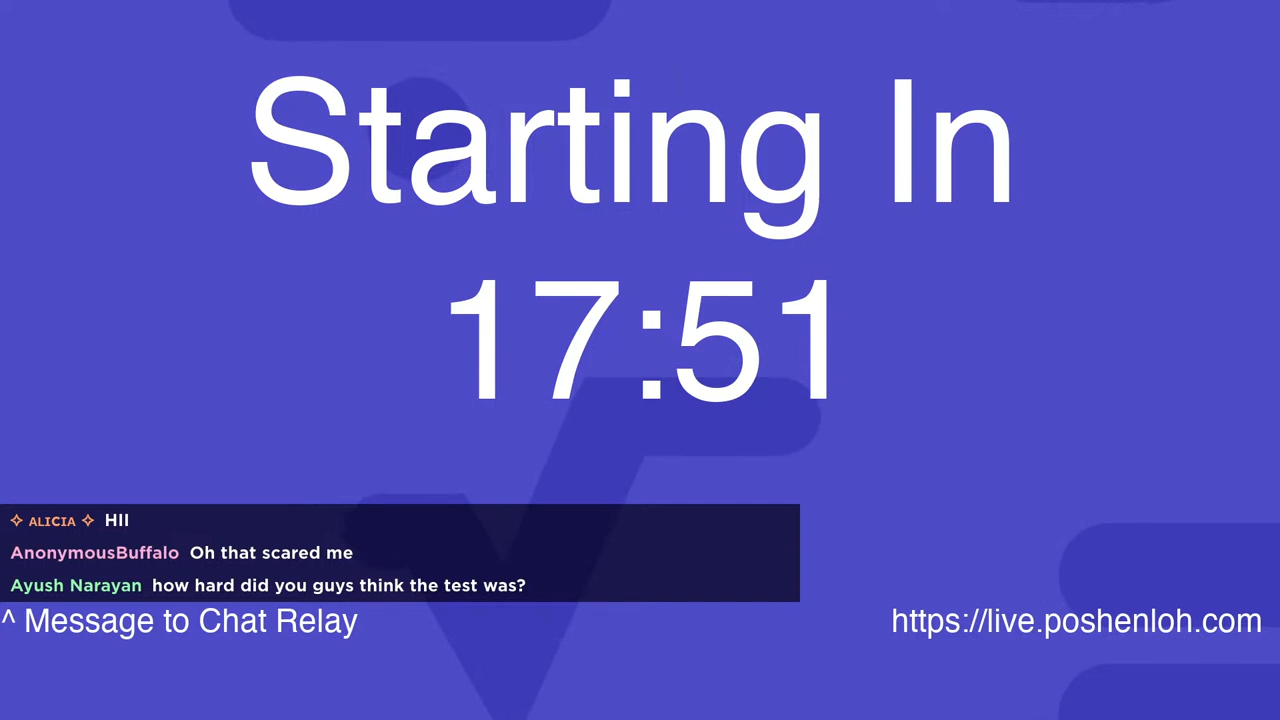 Starting In
17:51
✧ ALICIA ✧ HII
AnonymousBuffalo Oh that scared me
Ayush Narayan how hard did you guys think the test was?
^ Message to Chat Relay
https://live.poshenloh.com